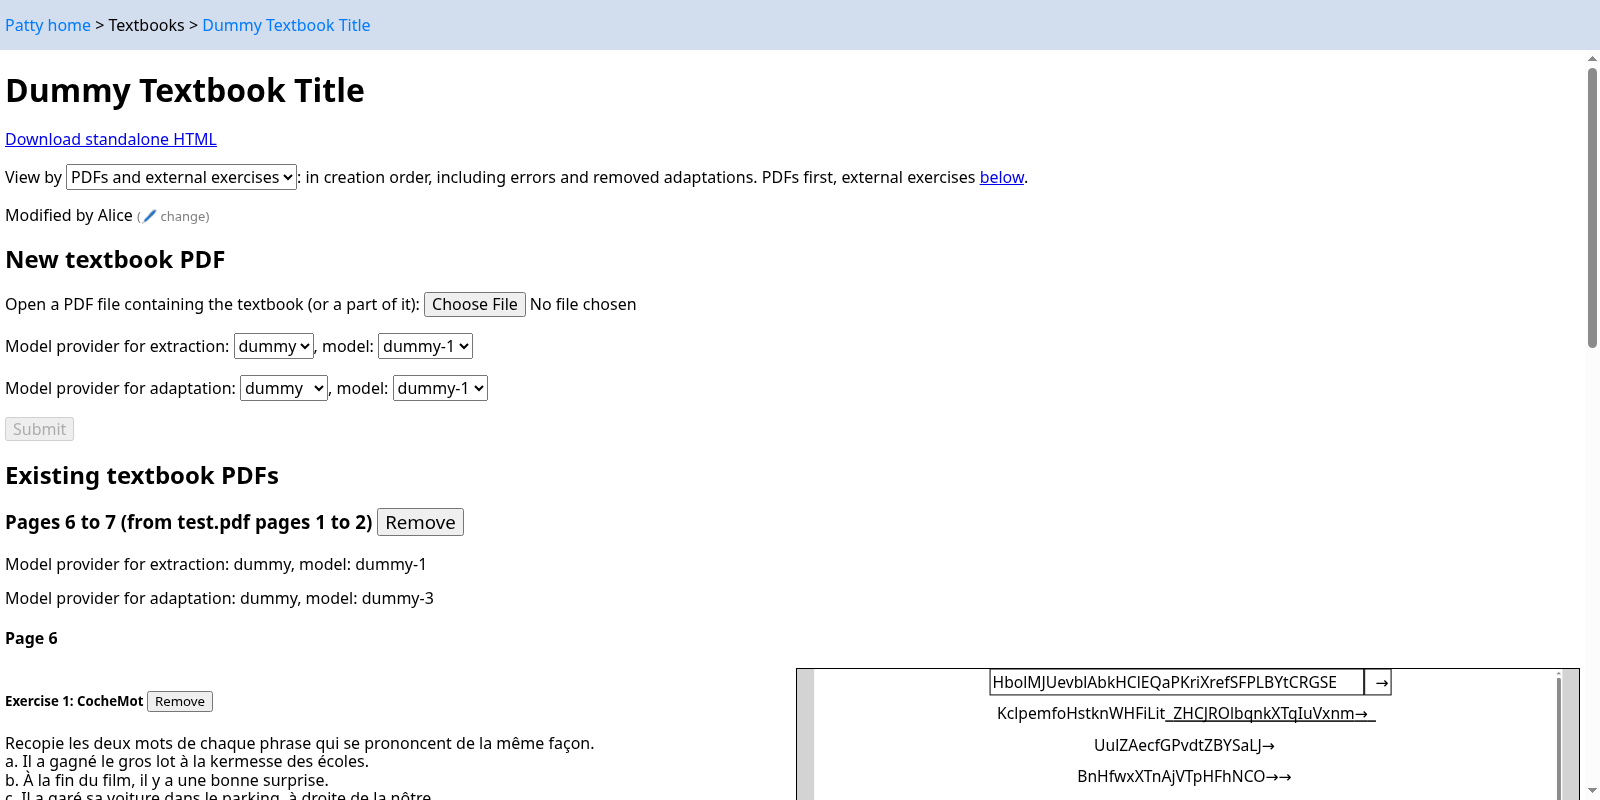 Patty home > Textbooks > Dummy Textbook Title
Dummy Textbook Title
Download standalone HTML
View by PDFs and external exercises : in creation order, including errors and removed adaptations. PDFs first, external exercises below.
Modified by Alice (🖊️ change)
New textbook PDF
Open a PDF file containing the textbook (or a part of it): Choose File No file chosen
Model provider for extraction: dummy , model: dummy-1
Model provider for adaptation: dummy , model: dummy-1
Submit
Existing textbook PDFs
Pages 6 to 7 (from test.pdf pages 1 to 2) Remove
Model provider for extraction: dummy, model: dummy-1
Model provider for adaptation: dummy, model: dummy-3
Page 6
Exercise 1: CocheMot Remove
Recopie les deux mots de chaque phrase qui se prononcent de la même façon.
a. Il a gagné le gros lot à la kermesse des écoles.
b. À la fin du film, il y a une bonne surprise.
c. Il a garé sa voiture dans le parking, à droite de la nôtre.
UulZAecfGPvdtZBYSaLJ→
BnHfwxXTnAjVTpHFhNCO→→